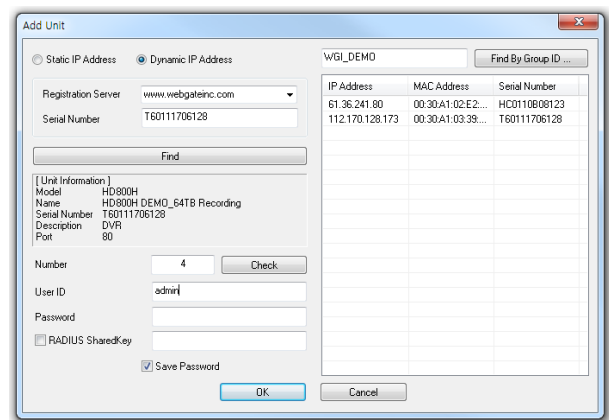 Add Unit
Static IP Address Dynamic IP Address
Registration Server www.webgateinc.com
Serial Number T60111706128
Find
[ Unit Information ]
Model HD800H
Name HD800H DEMO_64TB Recording
Serial Number T60111706128
Description DVR
Port 80
Number 4 Check
User ID admin
Password
RADIUS SharedKey
Save Password
WGI_DEMO Find By Group ID ...
IP Address MAC Address Serial Number
61.36.241.80 00:30:A1:02:E2:... HC0110B08123
112.170.128.173 00:30:A1:03:39:... T60111706128
OK Cancel